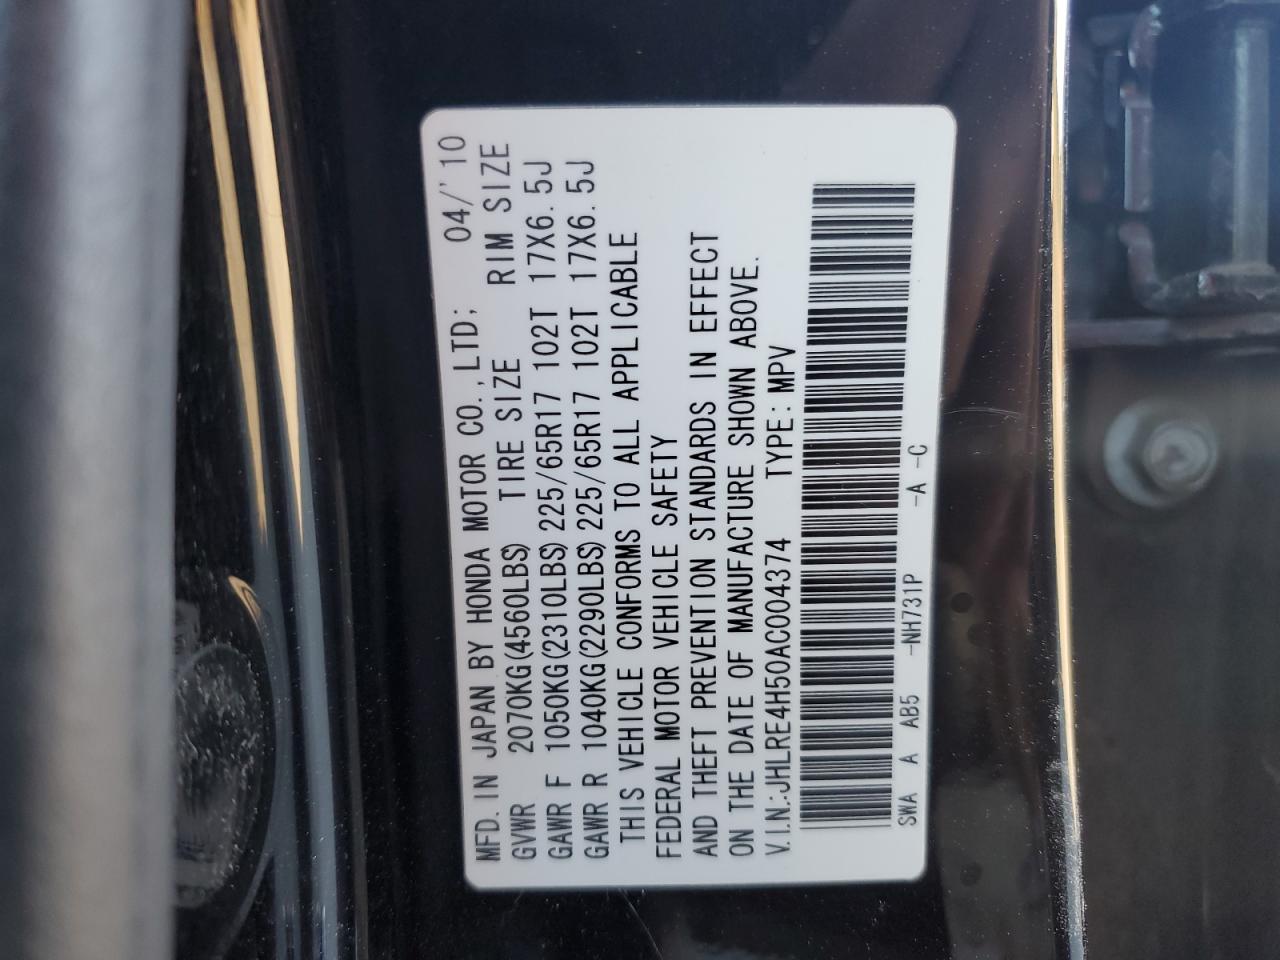 MFD. IN JAPAN BY HONDA MOTOR CO., LTD; 04/'10
GVWR 2070KG(4560LBS) TIRE SIZE RIM SIZE
GAWR F 1050KG(2310LBS) 225/65R17 102T 17X6.5J
GAWR R 1040KG(2290LBS) 225/65R17 102T 17X6.5J
THIS VEHICLE CONFORMS TO ALL APPLICABLE
FEDERAL MOTOR VEHICLE SAFETY
AND THEFT PREVENTION STANDARDS IN EFFECT
ON THE DATE OF MANUFACTURE SHOWN ABOVE.
V.I.N.:JHLRE4H50AC004374 TYPE: MPV
SWA A AB5 -NH731P -A -C